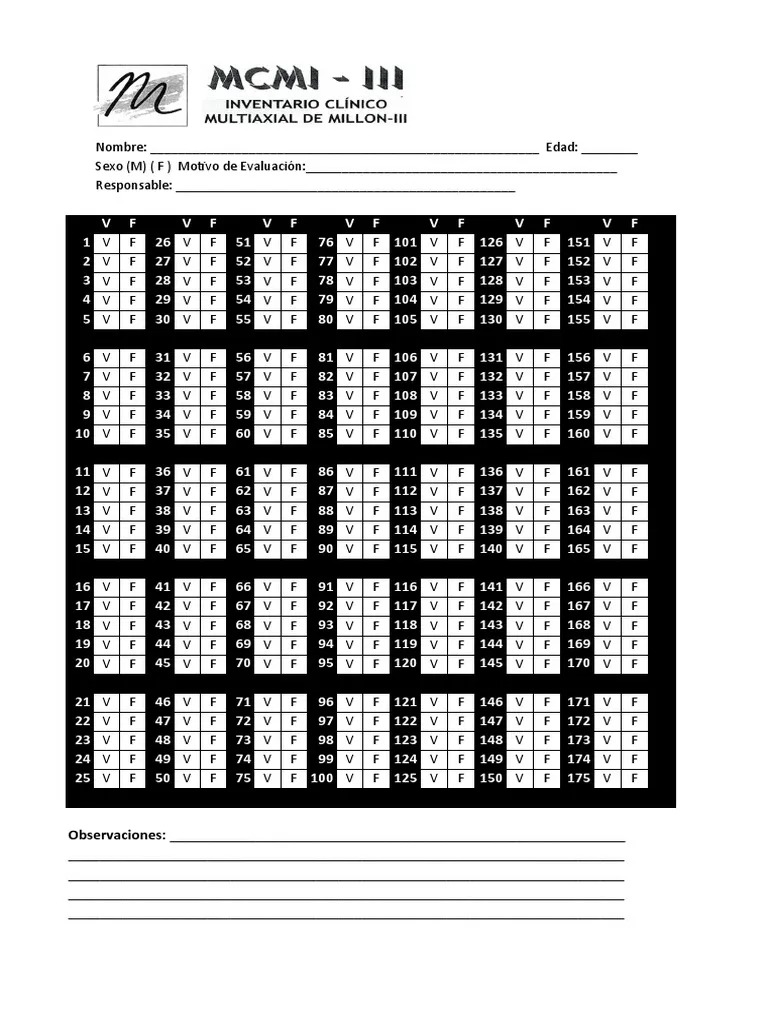 MCMI - III
INVENTARIO CLÍNICO
MULTIAXIAL DE MILLON-III
Nombre: ______________________________ Edad: ________
Sexo (M) ( F ) Motivo de Evaluación:______________________________
Responsable: ______________________________
V F V F V F V F V F V F V F
1 V F 26 V F 51 V F 76 V F 101 V F 126 V F 151 V F
2 V F 27 V F 52 V F 77 V F 102 V F 127 V F 152 V F
3 V F 28 V F 53 V F 78 V F 103 V F 128 V F 153 V F
4 V F 29 V F 54 V F 79 V F 104 V F 129 V F 154 V F
5 V F 30 V F 55 V F 80 V F 105 V F 130 V F 155 V F
6 V F 31 V F 56 V F 81 V F 106 V F 131 V F 156 V F
7 V F 32 V F 57 V F 82 V F 107 V F 132 V F 157 V F
8 V F 33 V F 58 V F 83 V F 108 V F 133 V F 158 V F
9 V F 34 V F 59 V F 84 V F 109 V F 134 V F 159 V F
10 V F 35 V F 60 V F 85 V F 110 V F 135 V F 160 V F
11 V F 36 V F 61 V F 86 V F 111 V F 136 V F 161 V F
12 V F 37 V F 62 V F 87 V F 112 V F 137 V F 162 V F
13 V F 38 V F 63 V F 88 V F 113 V F 138 V F 163 V F
14 V F 39 V F 64 V F 89 V F 114 V F 139 V F 164 V F
15 V F 40 V F 65 V F 90 V F 115 V F 140 V F 165 V F
16 V F 41 V F 66 V F 91 V F 116 V F 141 V F 166 V F
17 V F 42 V F 67 V F 92 V F 117 V F 142 V F 167 V F
18 V F 43 V F 68 V F 93 V F 118 V F 143 V F 168 V F
19 V F 44 V F 69 V F 94 V F 119 V F 144 V F 169 V F
20 V F 45 V F 70 V F 95 V F 120 V F 145 V F 170 V F
21 V F 46 V F 71 V F 96 V F 121 V F 146 V F 171 V F
22 V F 47 V F 72 V F 97 V F 122 V F 147 V F 172 V F
23 V F 48 V F 73 V F 98 V F 123 V F 148 V F 173 V F
24 V F 49 V F 74 V F 99 V F 124 V F 149 V F 174 V F
25 V F 50 V F 75 V F 100 V F 125 V F 150 V F 175 V F
Observaciones: ______________________________